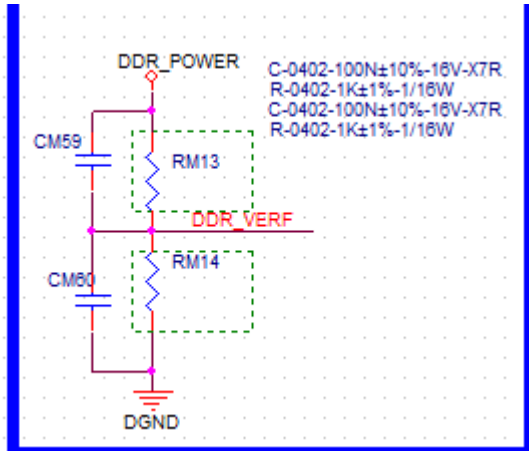 DDR_POWER
C-0402-100N±10%-16V-X7R
R-0402-1K±1%-1/16W
C-0402-100N±10%-16V-X7R
R-0402-1K±1%-1/16W
CM59
RM13
DDR_VERF
RM14
CM60
DGND